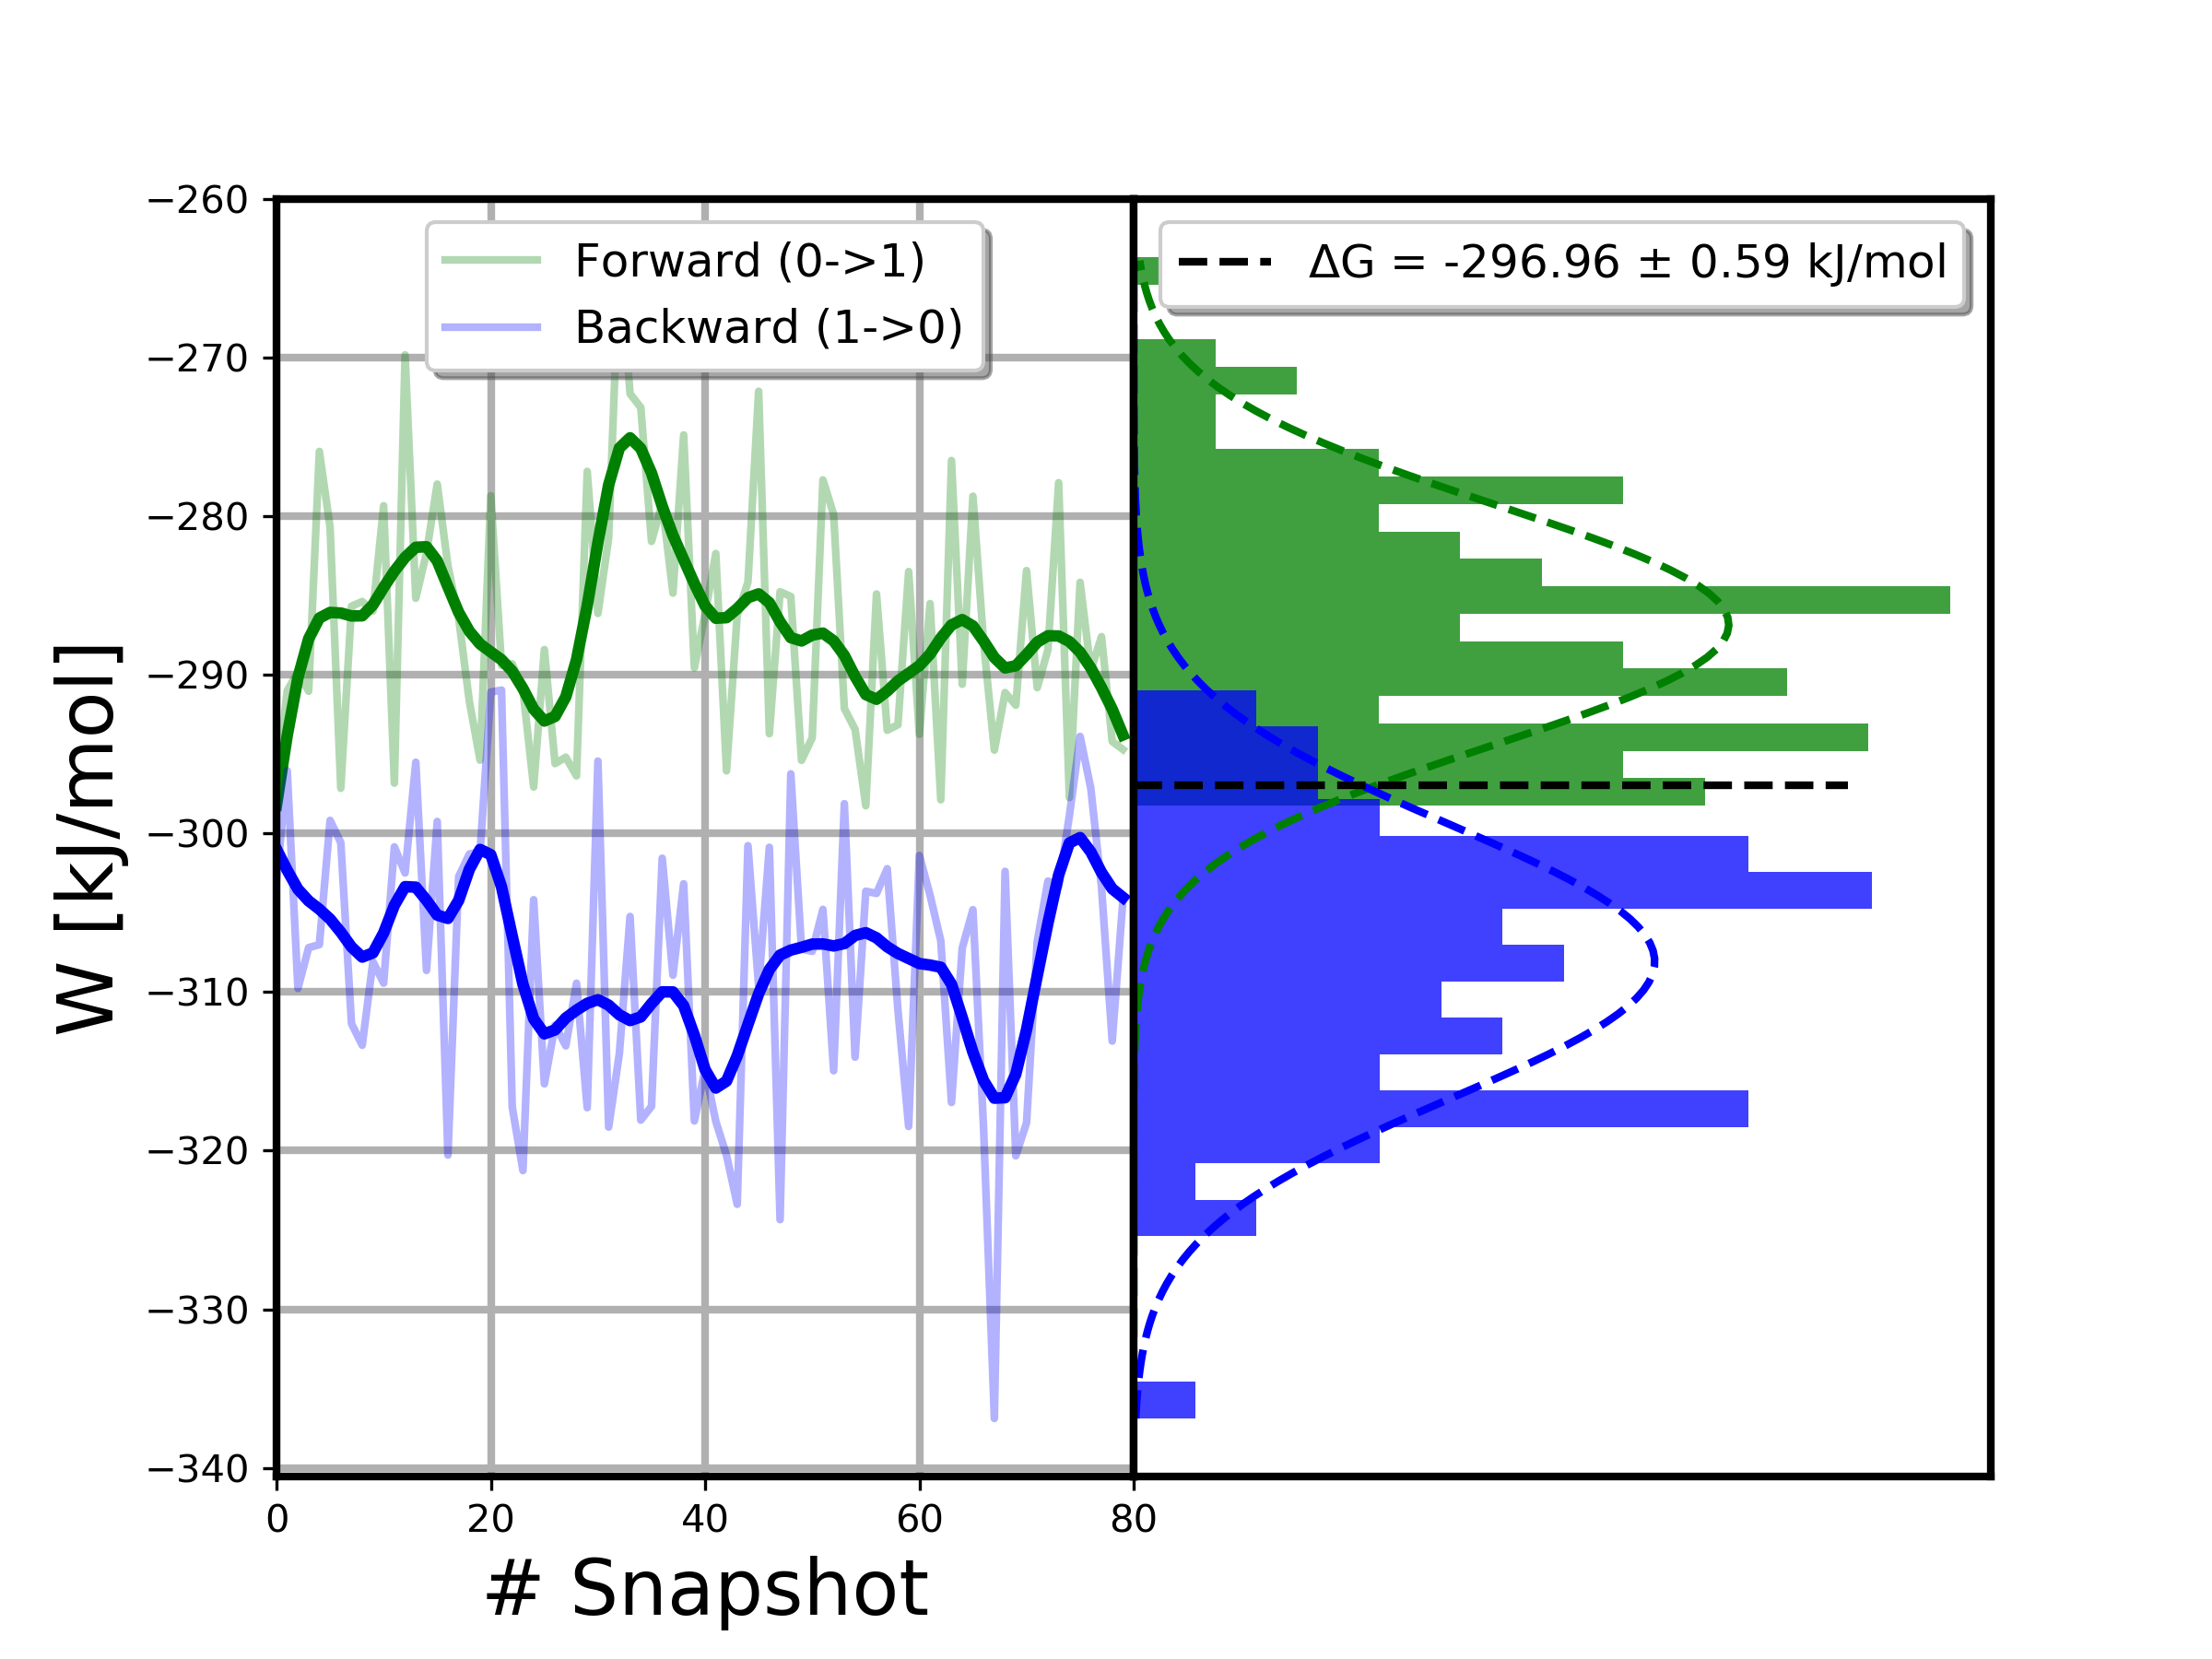 −260
−270
−280
−290
−300
−310
−320
−330
−340
W [kJ/mol]
Forward (0->1)
Backward (1->0)
ΔG = -296.96 ± 0.59 kJ/mol
0 20 40 60 80
# Snapshot